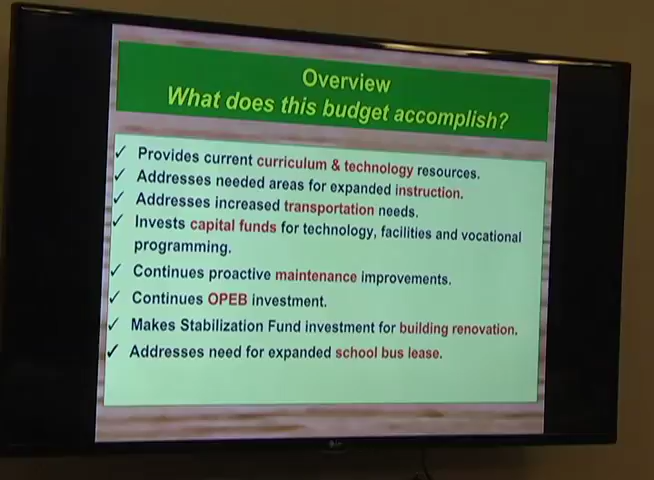 Overview
What does this budget accomplish?
✓ Provides current curriculum & technology resources.
✓ Addresses needed areas for expanded instruction.
✓ Addresses increased transportation needs.
✓ Invests capital funds for technology, facilities and vocational
programming.
✓ Continues proactive maintenance improvements.
✓ Continues OPEB investment.
✓ Makes Stabilization Fund investment for building renovation.
✓ Addresses need for expanded school bus lease.
LG